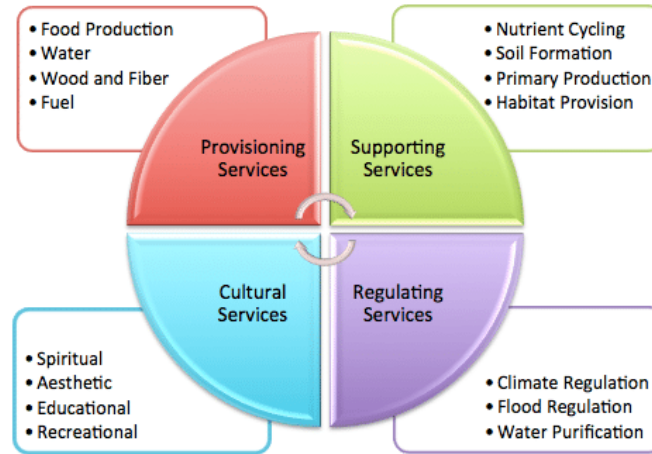 • Food Production
• Water
• Wood and Fiber
• Fuel
• Nutrient Cycling
• Soil Formation
• Primary Production
• Habitat Provision
Provisioning
Services
Supporting
Services
Cultural
Services
Regulating
Services
• Spiritual
• Aesthetic
• Educational
• Recreational
• Climate Regulation
• Flood Regulation
• Water Purification